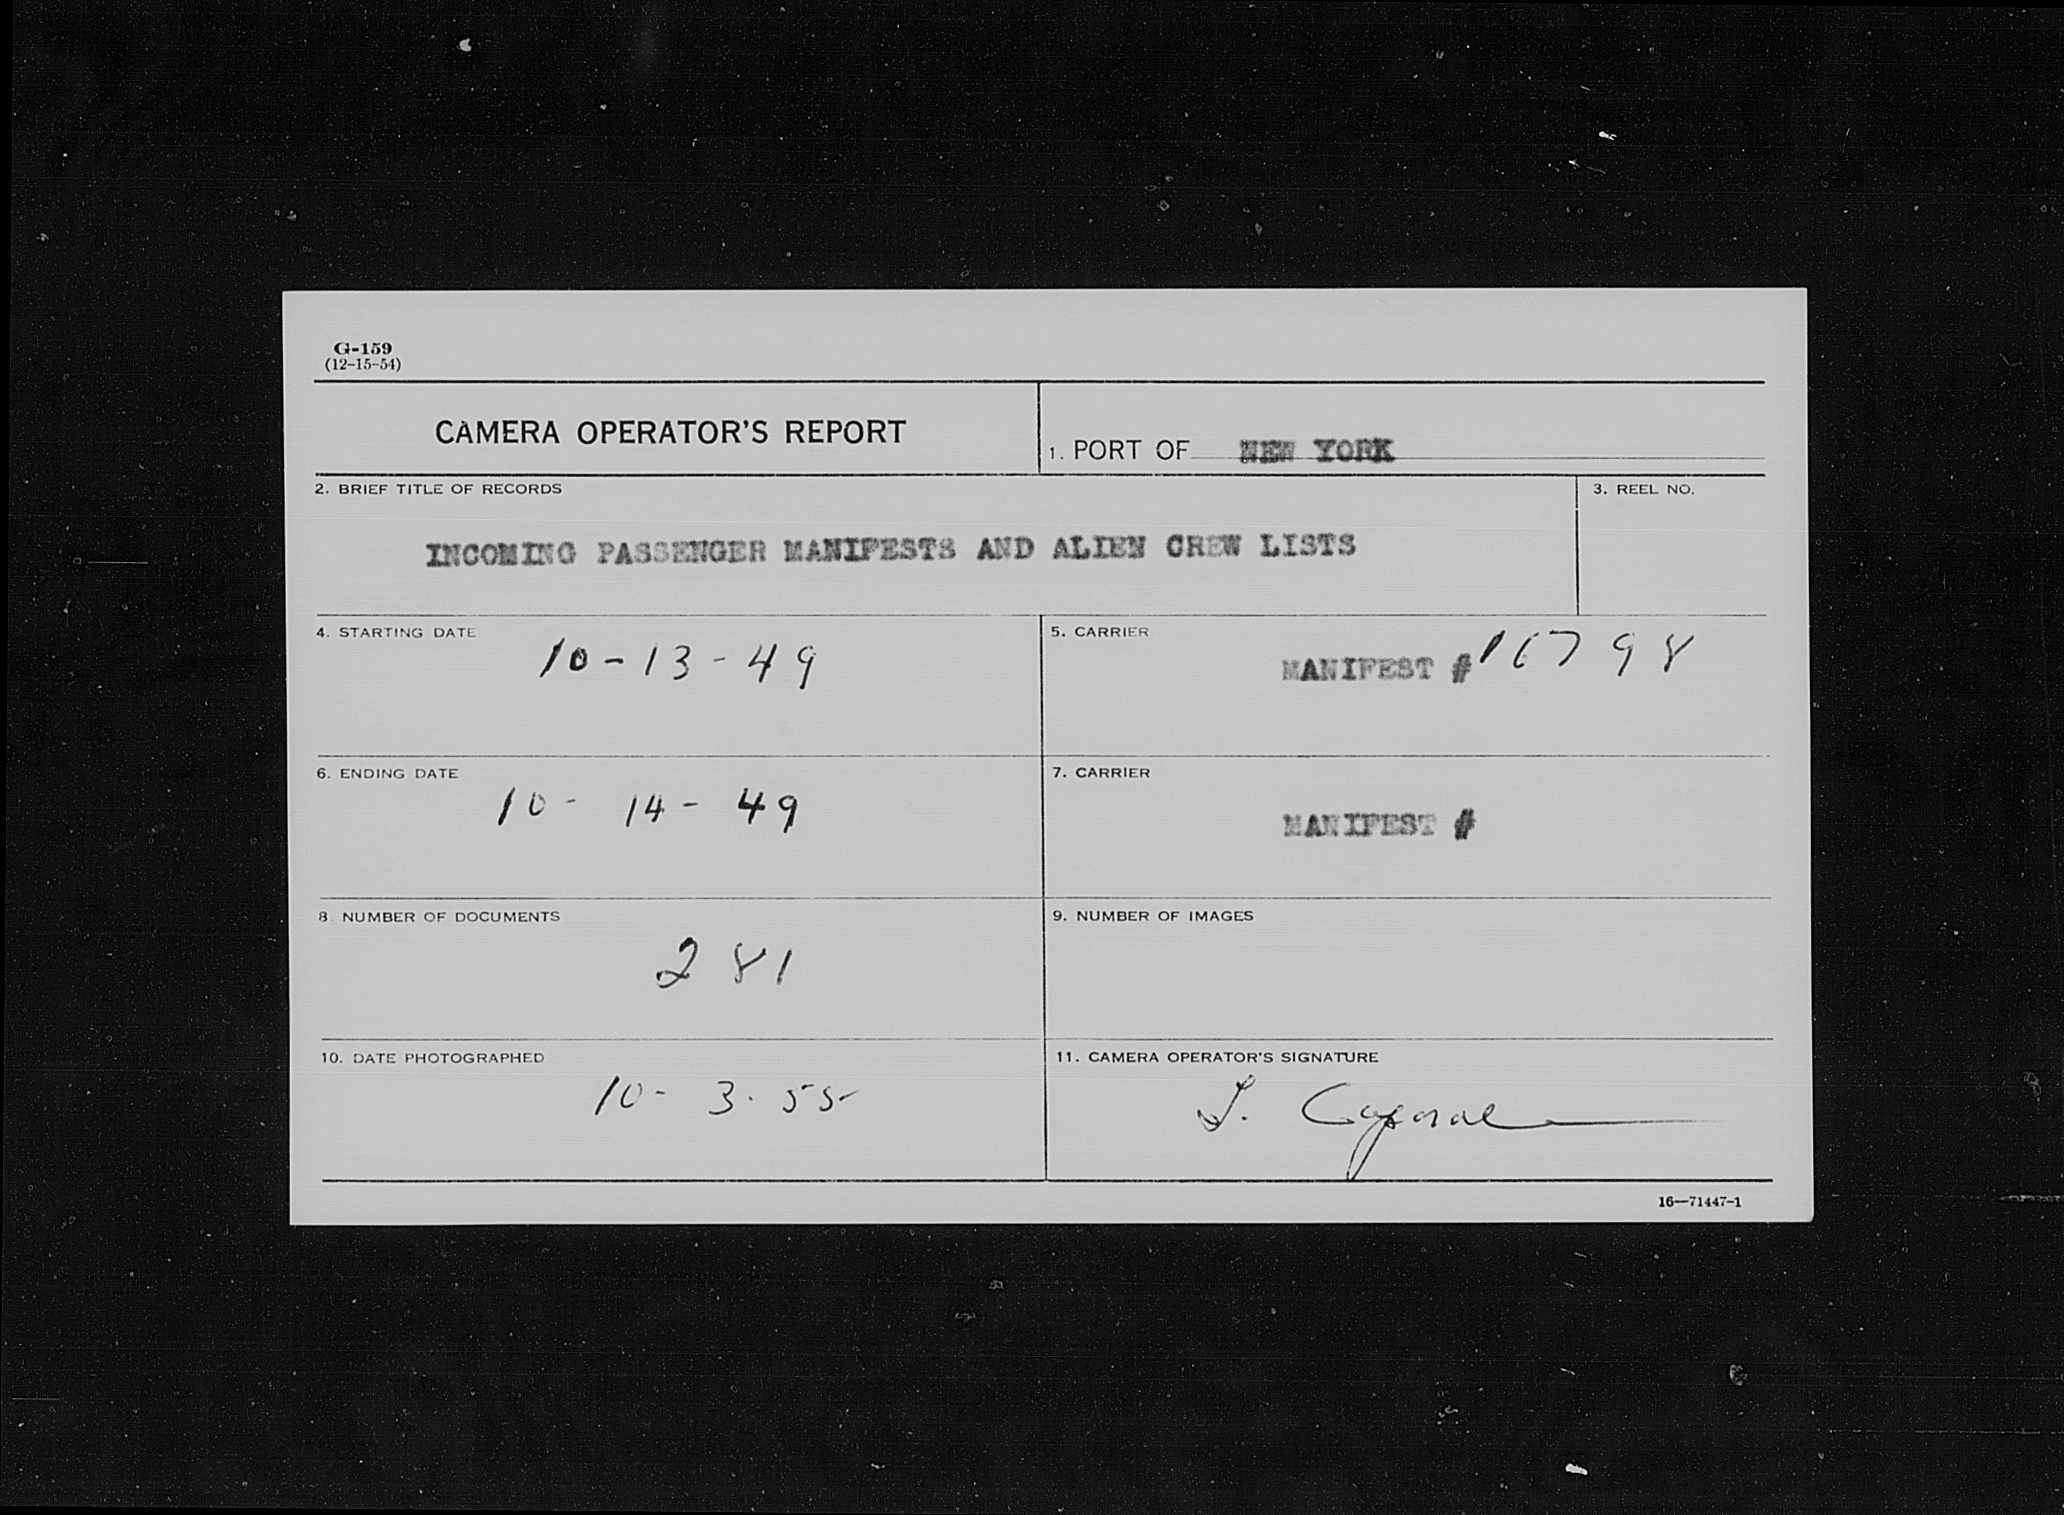 G-159
(12-15-54)
CAMERA OPERATOR'S REPORT
1. PORT OF NEW YORK
2. BRIEF TITLE OF RECORDS
3. REEL NO.
INCOMING PASSENGER MANIFESTS AND ALIEN CREW LISTS
4. STARTING DATE
10-13-49
5. CARRIER
MANIFEST # 16798
6. ENDING DATE
10-14-49
7. CARRIER
MANIFEST #
8. NUMBER OF DOCUMENTS
281
9. NUMBER OF IMAGES
10. DATE PHOTOGRAPHED
10-3-55
11. CAMERA OPERATOR'S SIGNATURE
16—71447-1